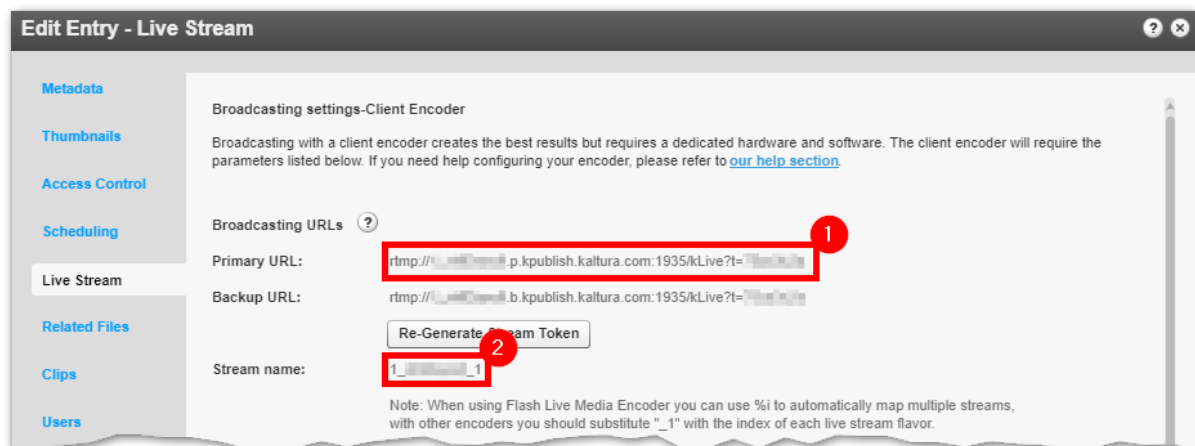 Edit Entry - Live Stream
?
Metadata
Thumbnails
Access Control
Scheduling
Live Stream
Related Files
Clips
Users
Broadcasting settings-Client Encoder
Broadcasting with a client encoder creates the best results but requires a dedicated hardware and software. The client encoder will require the
parameters listed below. If you need help configuring your encoder, please refer to our help section.
Broadcasting URLs ?
1
Primary URL: rtmp:// .p.kpublish.kaltura.com:1935/kLive?t=
Backup URL: rtmp:// .b.kpublish.kaltura.com:1935/kLive?t=
Re-Generate Stream Token
2
Stream name: 1_ _1
Note: When using Flash Live Media Encoder you can use %i to automatically map multiple streams,
with other encoders you should substitute "_1" with the index of each live stream flavor.